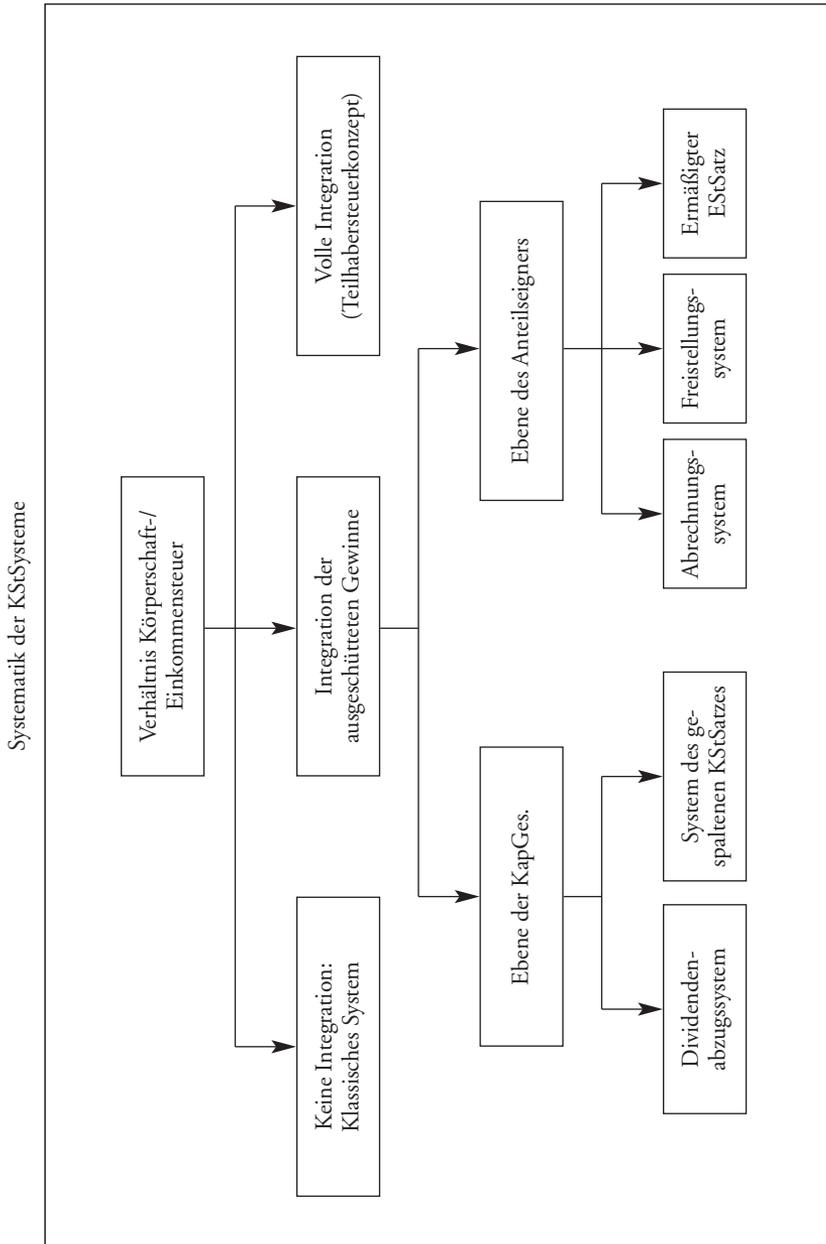 Systematik der KStSysteme
Verhältnis Körperschaft-/
Einkommensteuer
Keine Integration:
Klassisches System
Integration der
ausgeschütteten Gewinne
Volle Integration
(Teilhabersteuerkonzept)
Ebene der KapGes.
Ebene des Anteilseigners
Dividenden-
abzugssystem
System des ge-
spaltenen KStSatzes
Abrechnungs-
system
Freistellungs-
system
Ermäßigter
EStSatz